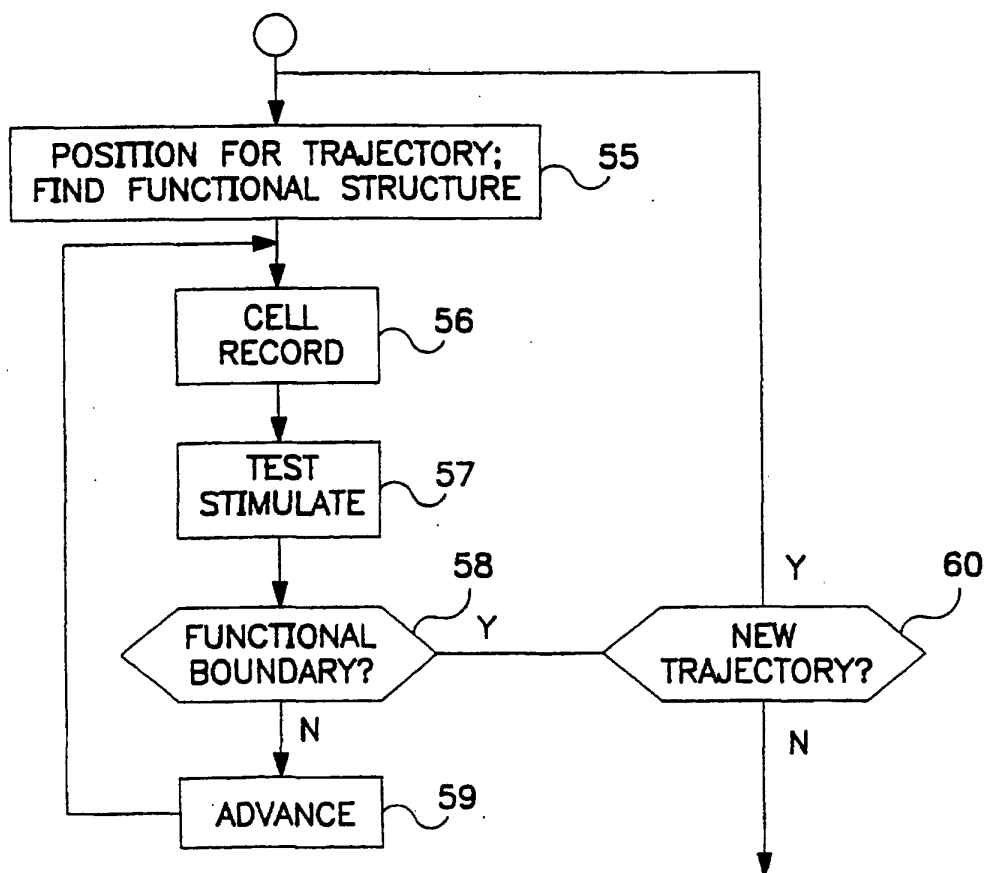 POSITION FOR TRAJECTORY;
FIND FUNCTIONAL STRUCTURE
55
CELL
RECORD
56
TEST
STIMULATE
57
FUNCTIONAL
BOUNDARY?
58
Y
N
ADVANCE
59
NEW
TRAJECTORY?
60
Y
N